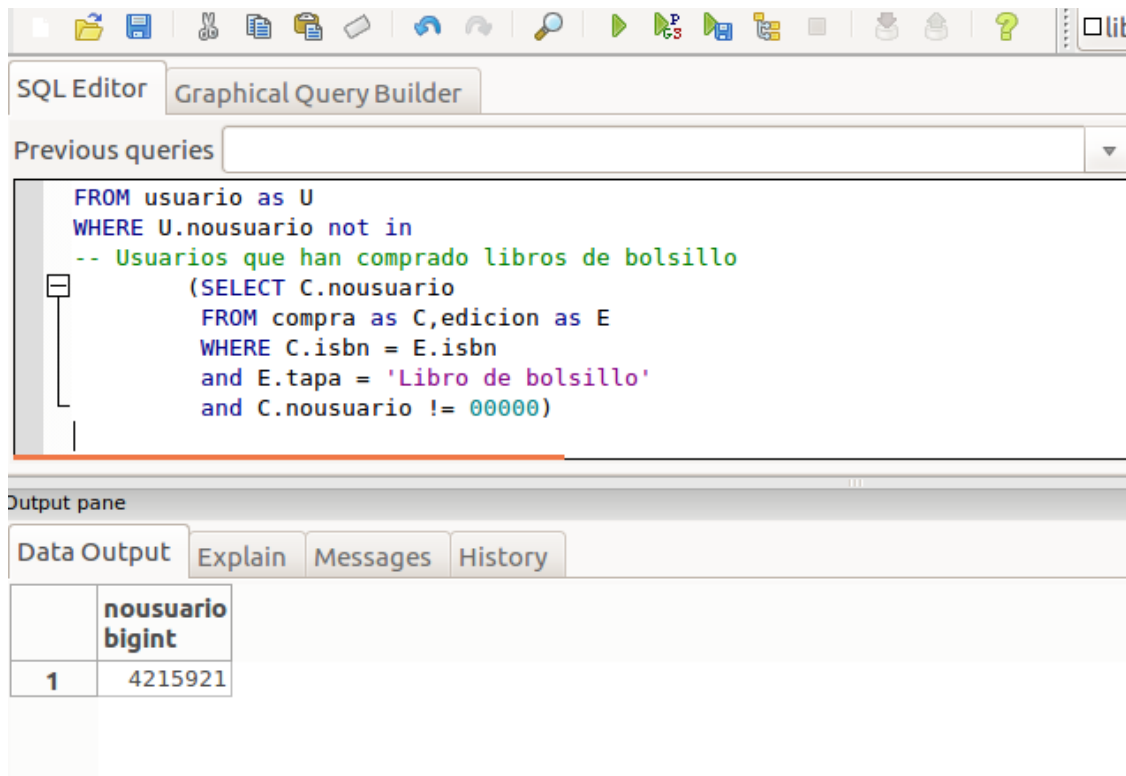 lib
SQL Editor Graphical Query Builder
Previous queries
FROM usuario as U
WHERE U.nousuario not in
-- Usuarios que han comprado libros de bolsillo
(SELECT C.nousuario
FROM compra as C,edicion as E
WHERE C.isbn = E.isbn
and E.tapa = 'Libro de bolsillo'
and C.nousuario != 00000)
Output pane
Data Output Explain Messages History
nousuario
bigint
1 4215921